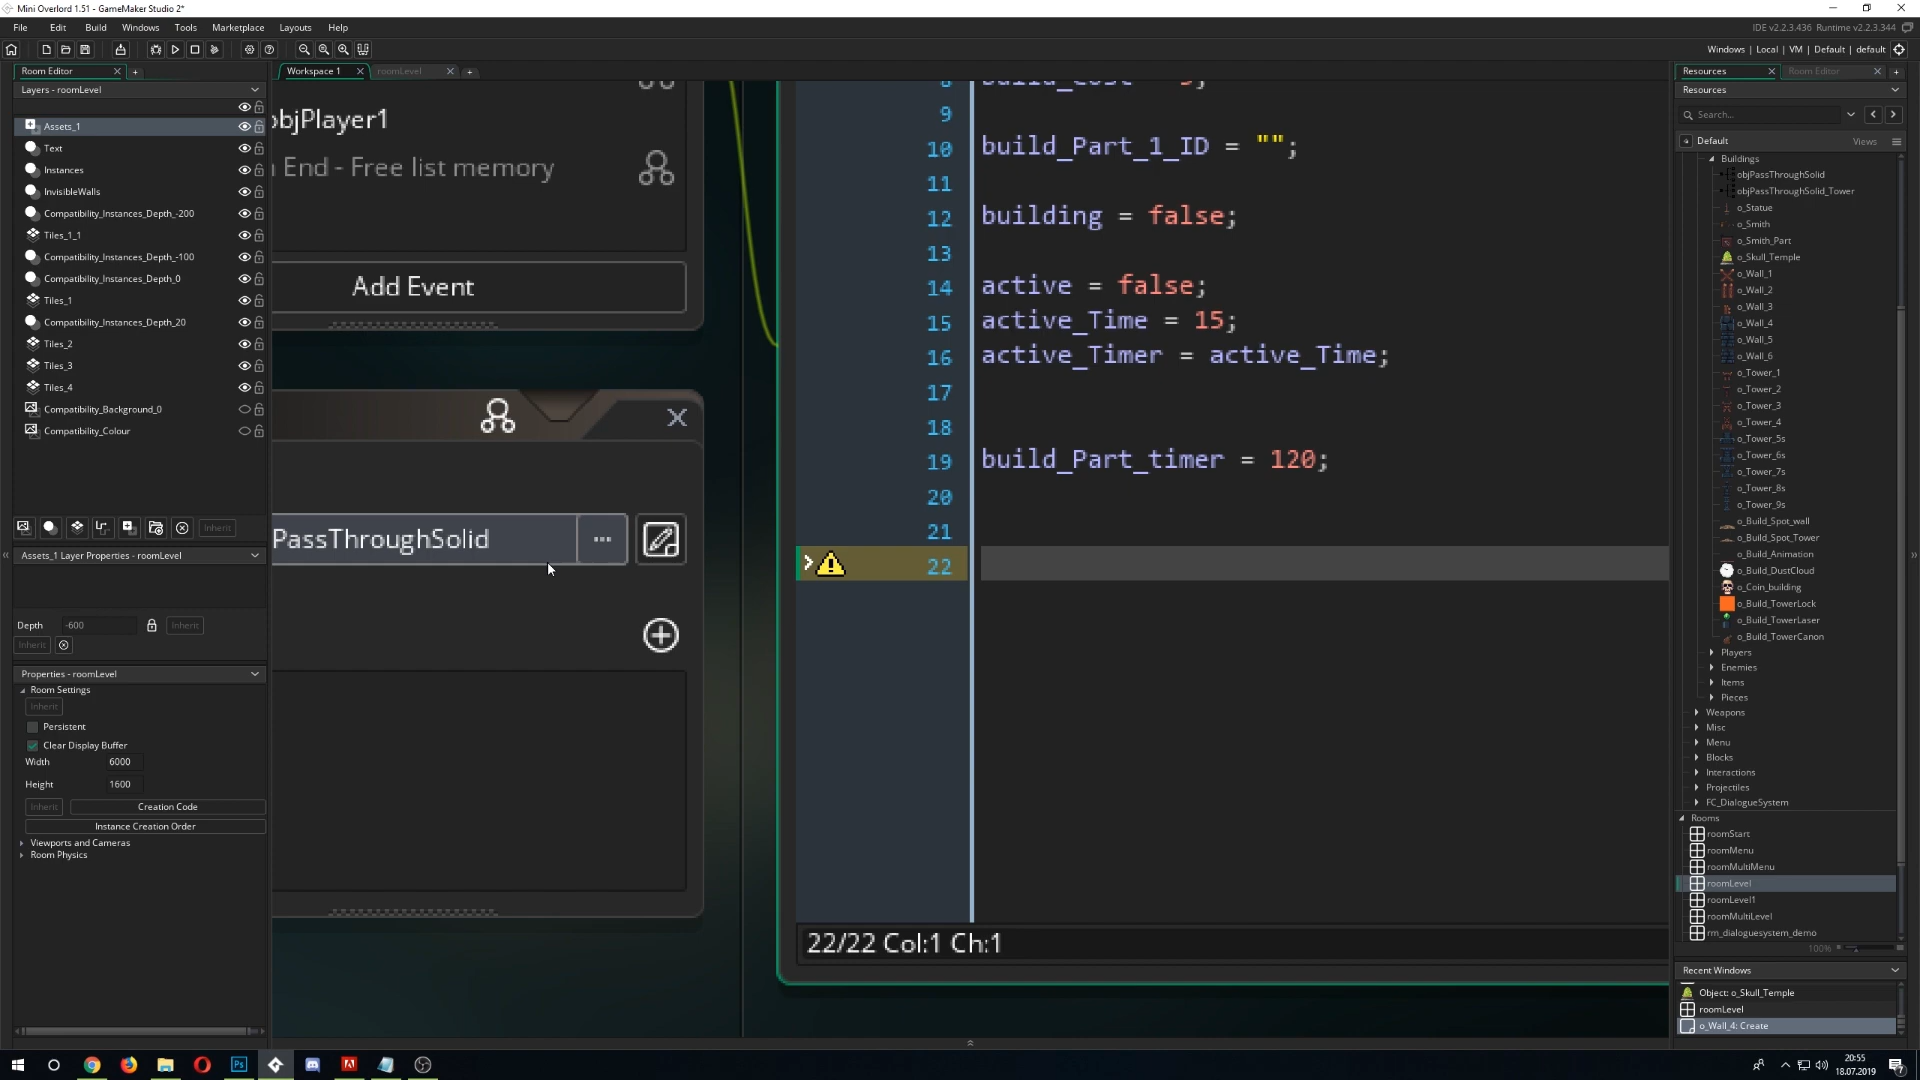 Mini Overlord 1.51 - GameMaker Studio 2*
File Edit Build Windows Tools Marketplace Layouts Help
IDE v2.2.3.436 Runtime v2.2.3.344
Windows | Local | VM | Default | default
Room Editor
Workspace 1
roomLevel
Resources
Room Editor
Layers - roomLevel
Assets_1
Text
Instances
InvisibleWalls
Compatibility_Instances_Depth_-200
Tiles_1_1
Compatibility_Instances_Depth_-100
Compatibility_Instances_Depth_0
Tiles_1
Compatibility_Instances_Depth_20
Tiles_2
Tiles_3
Tiles_4
Compatibility_Background_0
Compatibility_Colour
Inherit
Assets_1 Layer Properties - roomLevel
Depth -600 Inherit
Inherit
Properties - roomLevel
Room Settings
Inherit
Persistent
Clear Display Buffer
Width 6000
Height 1600
Inherit Creation Code
Instance Creation Order
Viewports and Cameras
Room Physics
objPlayer1
End - Free list memory
Add Event
PassThroughSolid
...
8
9
10 build_Part_1_ID = "";
11
12 building = false;
13
14 active = false;
15 active_Time = 15;
16 active_Timer = active_Time;
17
18
19 build_Part_timer = 120;
20
21
22
22/22 Col:1 Ch:1
Resources
Search...
Default Views
Buildings
objPassThroughSolid
objPassThroughSolid_Tower
o_Statue
o_Smith
o_Smith_Part
o_Skull_Temple
o_Wall_1
o_Wall_2
o_Wall_3
o_Wall_4
o_Wall_5
o_Wall_6
o_Tower_1
o_Tower_2
o_Tower_3
o_Tower_4
o_Tower_5s
o_Tower_6s
o_Tower_7s
o_Tower_8s
o_Tower_9s
o_Build_Spot_wall
o_Build_Spot_Tower
o_Build_Animation
o_Build_DustCloud
o_Coin_building
o_Build_TowerLock
o_Build_TowerLaser
o_Build_TowerCanon
Players
Enemies
Items
Pieces
Weapons
Misc
Menu
Blocks
Interactions
Projectiles
FC_DialogueSystem
Rooms
roomStart
roomMenu
roomMultiMenu
roomLevel
roomLevel1
roomMultiLevel
rm_dialoguesystem_demo
100%
Recent Windows
Object: o_Skull_Temple
roomLevel
o_Wall_4: Create
Ps
20:55
18.07.2019